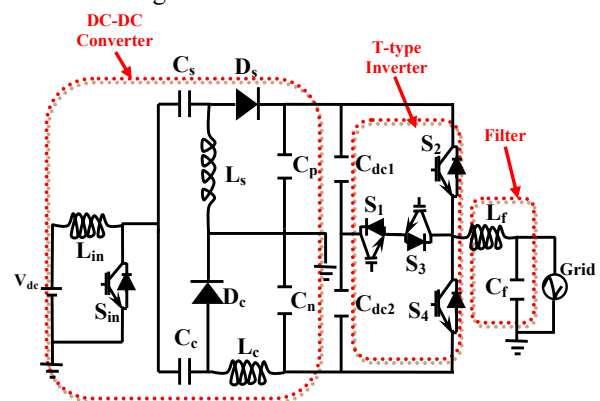 DC-DC
Converter
T-type
Inverter
Filter
Cs
Ds
S2
Ls
Cp
Cdc1
S1
Lf
Lin
S3
Vdc
Grid
Sin
Dc
Cn
Cdc2
S4
Cf
Cc
Lc